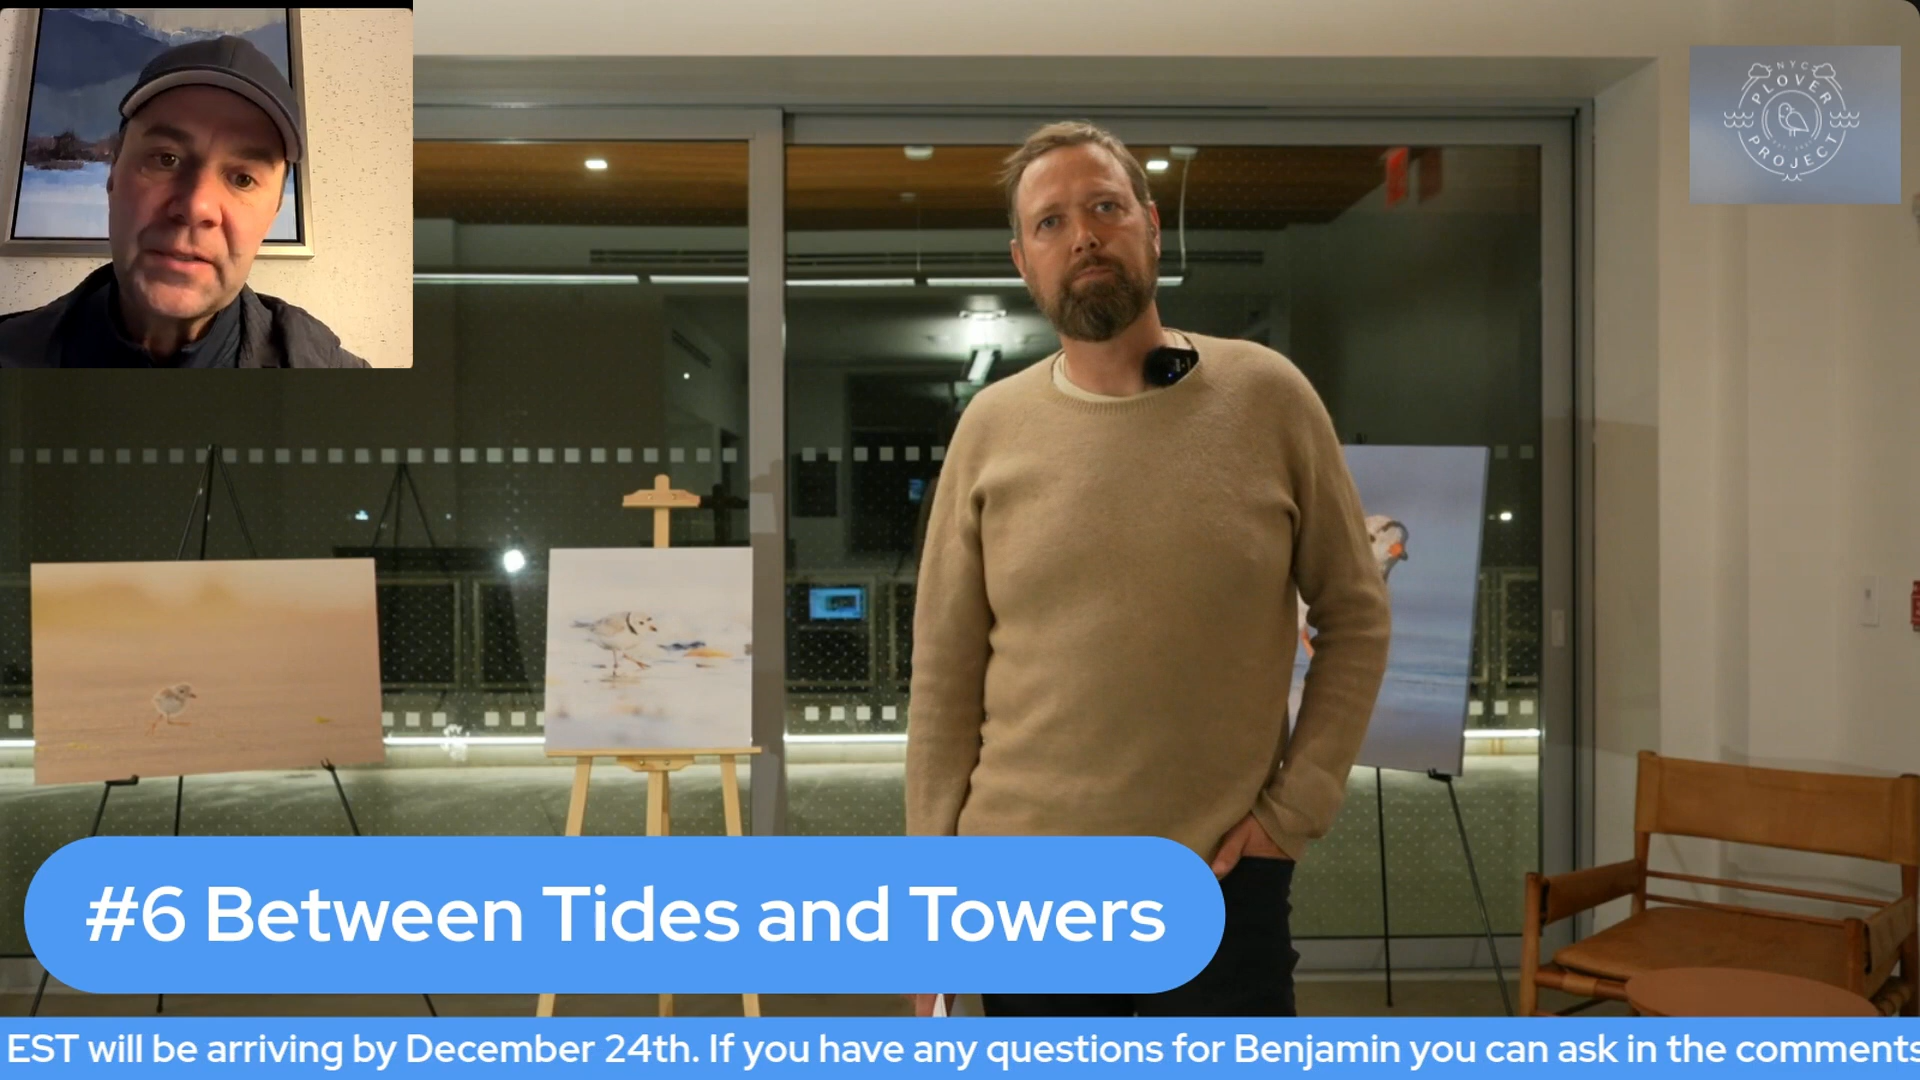 NYC
PLOVER
PROJECT
#6 Between Tides and Towers
EST will be arriving by December 24th. If you have any questions for Benjamin you can ask in the comments